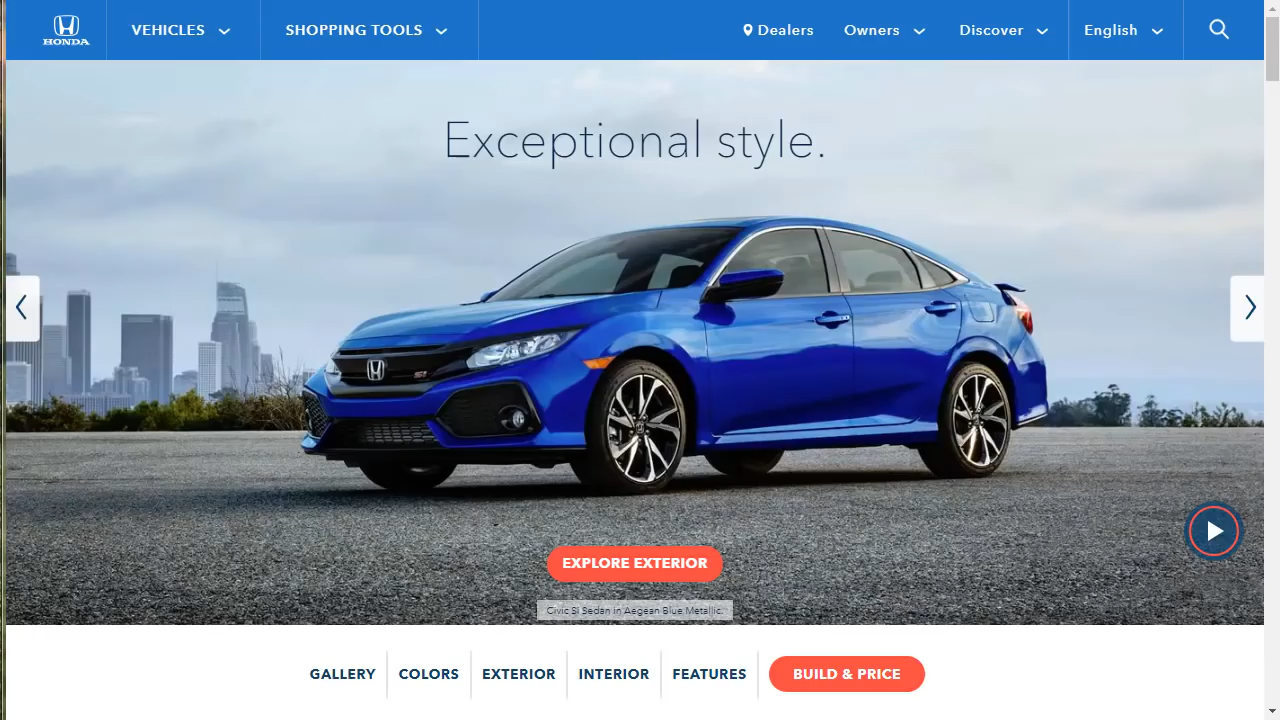 HONDA
VEHICLES
SHOPPING TOOLS
Dealers
Owners
Discover
English
Exceptional style.
Si
EXPLORE EXTERIOR
Civic Si Sedan in Aegean Blue Metallic.
GALLERY
COLORS
EXTERIOR
INTERIOR
FEATURES
BUILD & PRICE